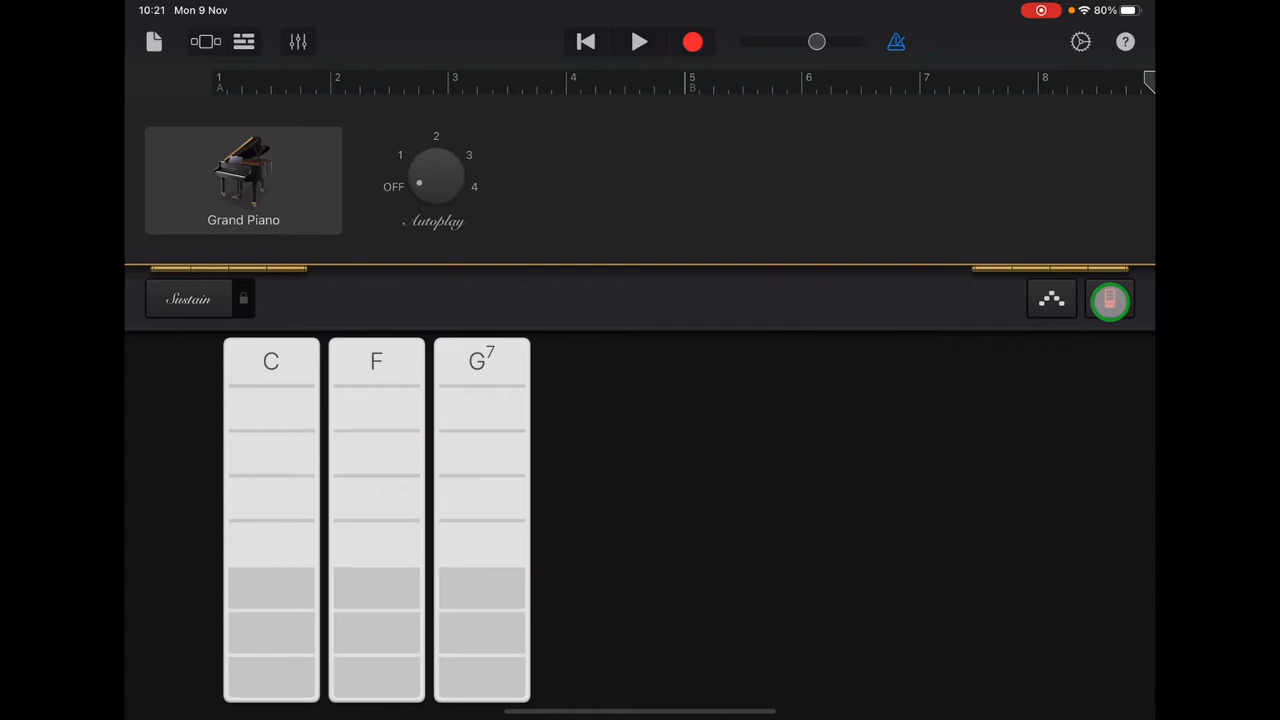 10:21 Mon 9 Nov
80%
?
1 2 3 4 5 6 7 8
A B
2
1 3
OFF 4
Grand Piano
Autoplay
Sustain
C F G⁷